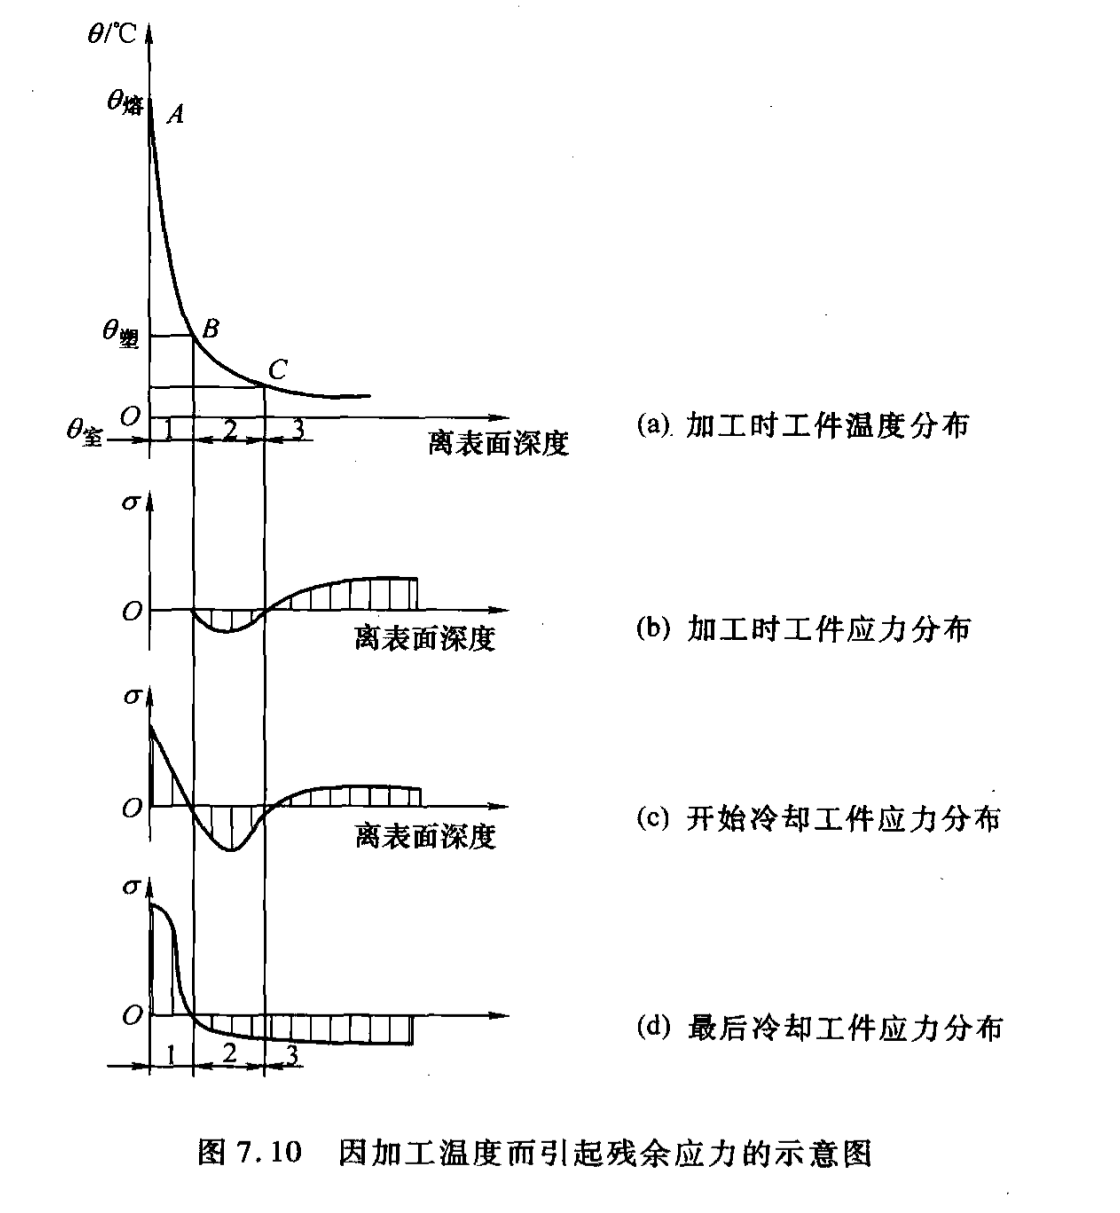 θ/℃
θ熔 A
θ塑 B
C
O
θ室 1 2 3
离表面深度
(a) 加工时工件温度分布
σ
O
离表面深度
(b) 加工时工件应力分布
σ
O
离表面深度
(c) 开始冷却工件应力分布
σ
O
(d) 最后冷却工件应力分布
1 2 3
图 7.10 因加工温度而引起残余应力的示意图